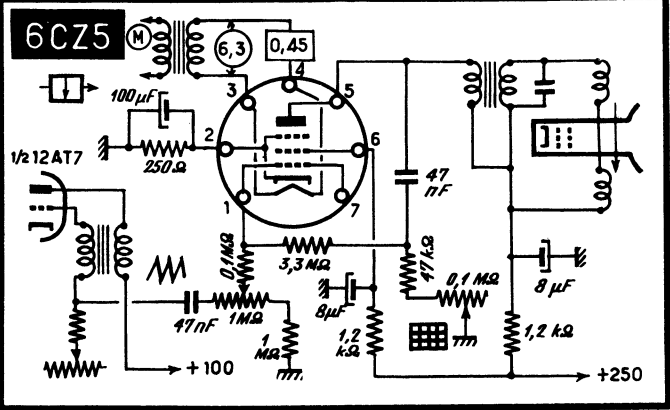 6CZ5
M
6,3
0,45
3
4
5
100µF
2
6
250Ω
1/2 12AT7
47
nF
1
7
0,1MΩ
3,3MΩ
47kΩ
0,1 MΩ
8µF
8µF
47nF
1MΩ
1
MΩ
1,2
kΩ
1,2 kΩ
+100
+250